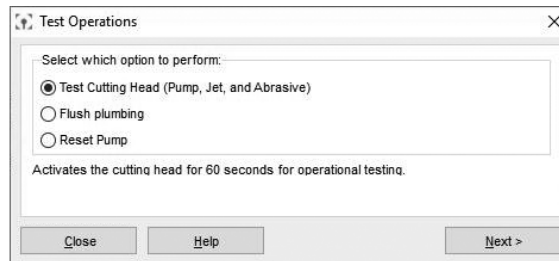 Test Operations
Select which option to perform:
Test Cutting Head (Pump, Jet, and Abrasive)
Flush plumbing
Reset Pump
Activates the cutting head for 60 seconds for operational testing.
Close Help Next >